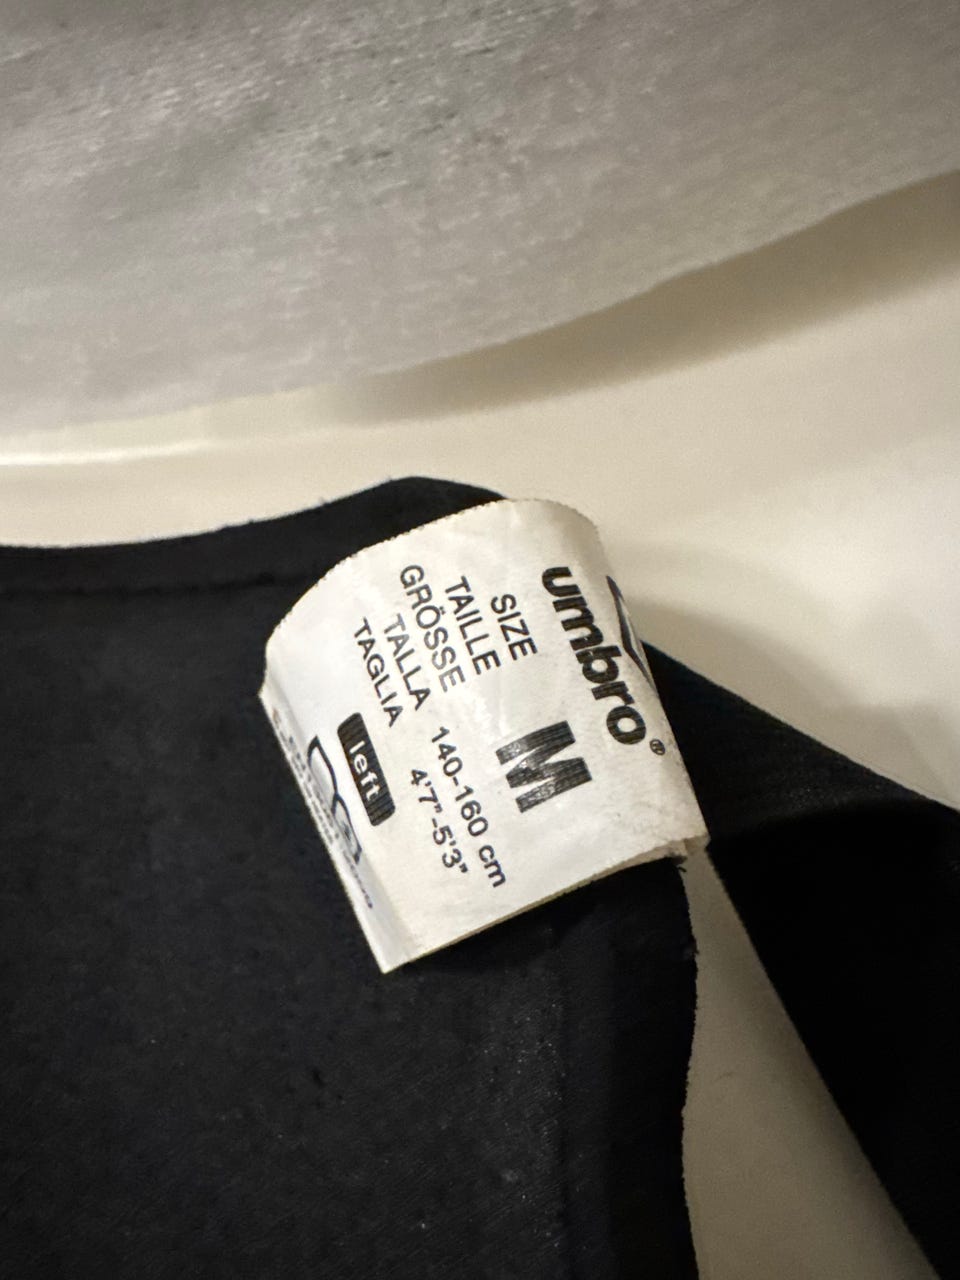 umbro®
SIZE
TAILLE
GRÖSSE
TALLA
TAGLIA
M
140-160 cm
4'7"-5'3"
left